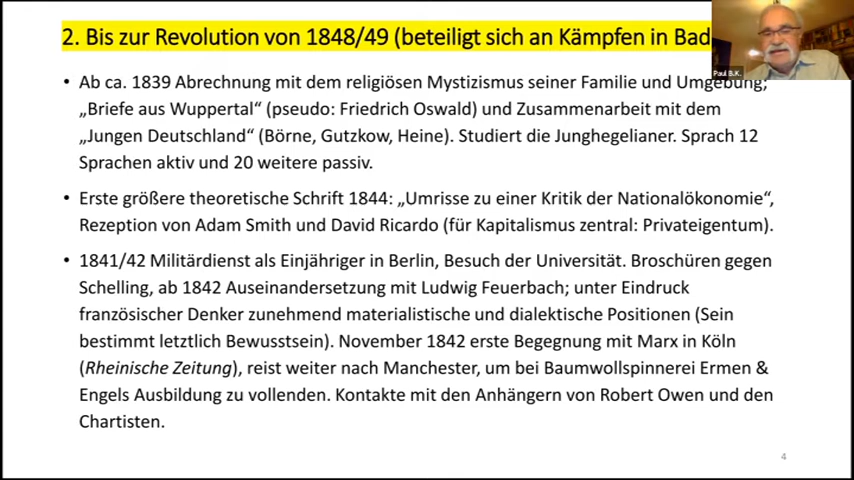 2. Bis zur Revolution von 1848/49 (beteiligt sich an Kämpfen in Bad
Paul B.K.
• Ab ca. 1839 Abrechnung mit dem religiösen Mystizismus seiner Familie und Umgebung;
„Briefe aus Wuppertal“ (pseudo: Friedrich Oswald) und Zusammenarbeit mit dem
„Jungen Deutschland“ (Börne, Gutzkow, Heine). Studiert die Junghegelianer. Sprach 12
Sprachen aktiv und 20 weitere passiv.
• Erste größere theoretische Schrift 1844: „Umrisse zu einer Kritik der Nationalökonomie“,
Rezeption von Adam Smith und David Ricardo (für Kapitalismus zentral: Privateigentum).
• 1841/42 Militärdienst als Einjähriger in Berlin, Besuch der Universität. Broschüren gegen
Schelling, ab 1842 Auseinandersetzung mit Ludwig Feuerbach; unter Eindruck
französischer Denker zunehmend materialistische und dialektische Positionen (Sein
bestimmt letztlich Bewusstsein). November 1842 erste Begegnung mit Marx in Köln
(Rheinische Zeitung), reist weiter nach Manchester, um bei Baumwollspinnerei Ermen &
Engels Ausbildung zu vollenden. Kontakte mit den Anhängern von Robert Owen und den
Chartisten.
4